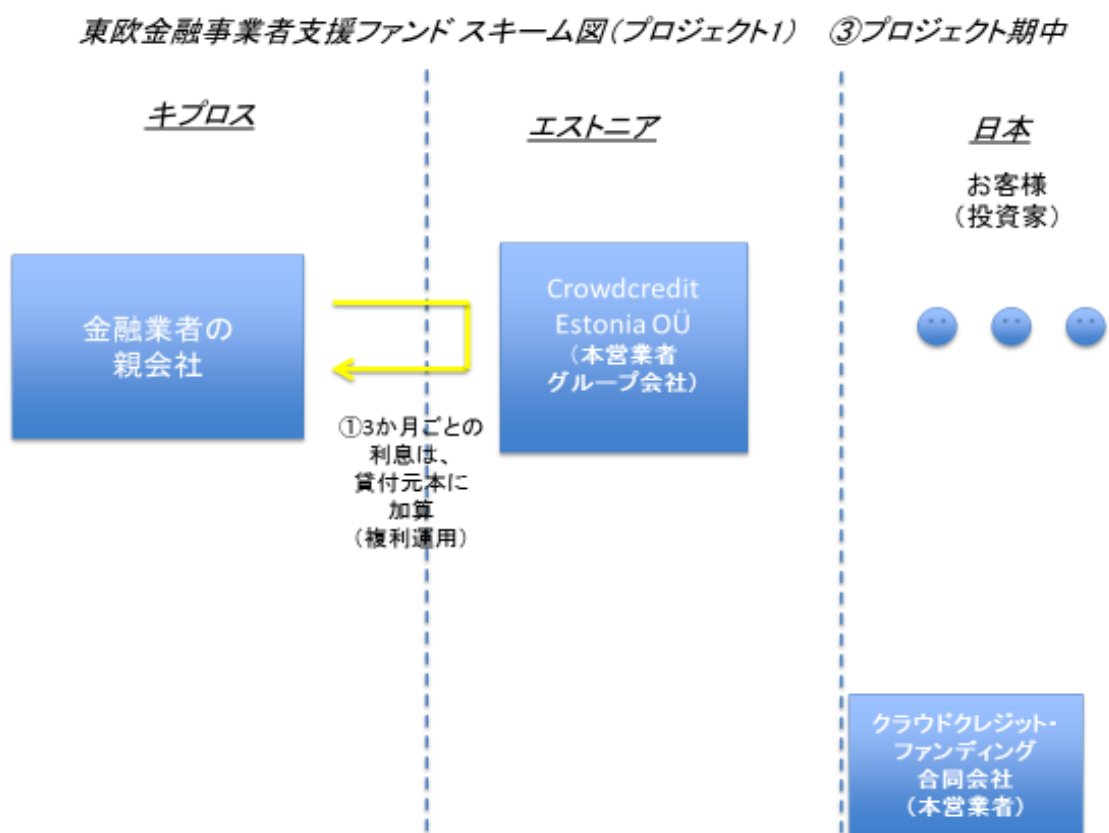 東欧金融事業者支援ファンド スキーム図(プロジェクト1) ③プロジェクト期中
キプロス
エストニア
日本
お客様
(投資家)
金融業者の
親会社
Crowdcredit
Estonia OÜ
(本営業者
グループ会社)
①3か月ごとの
利息は、
貸付元本に
加算
(複利運用)
クラウドクレジット・
ファンディング
合同会社
(本営業者)